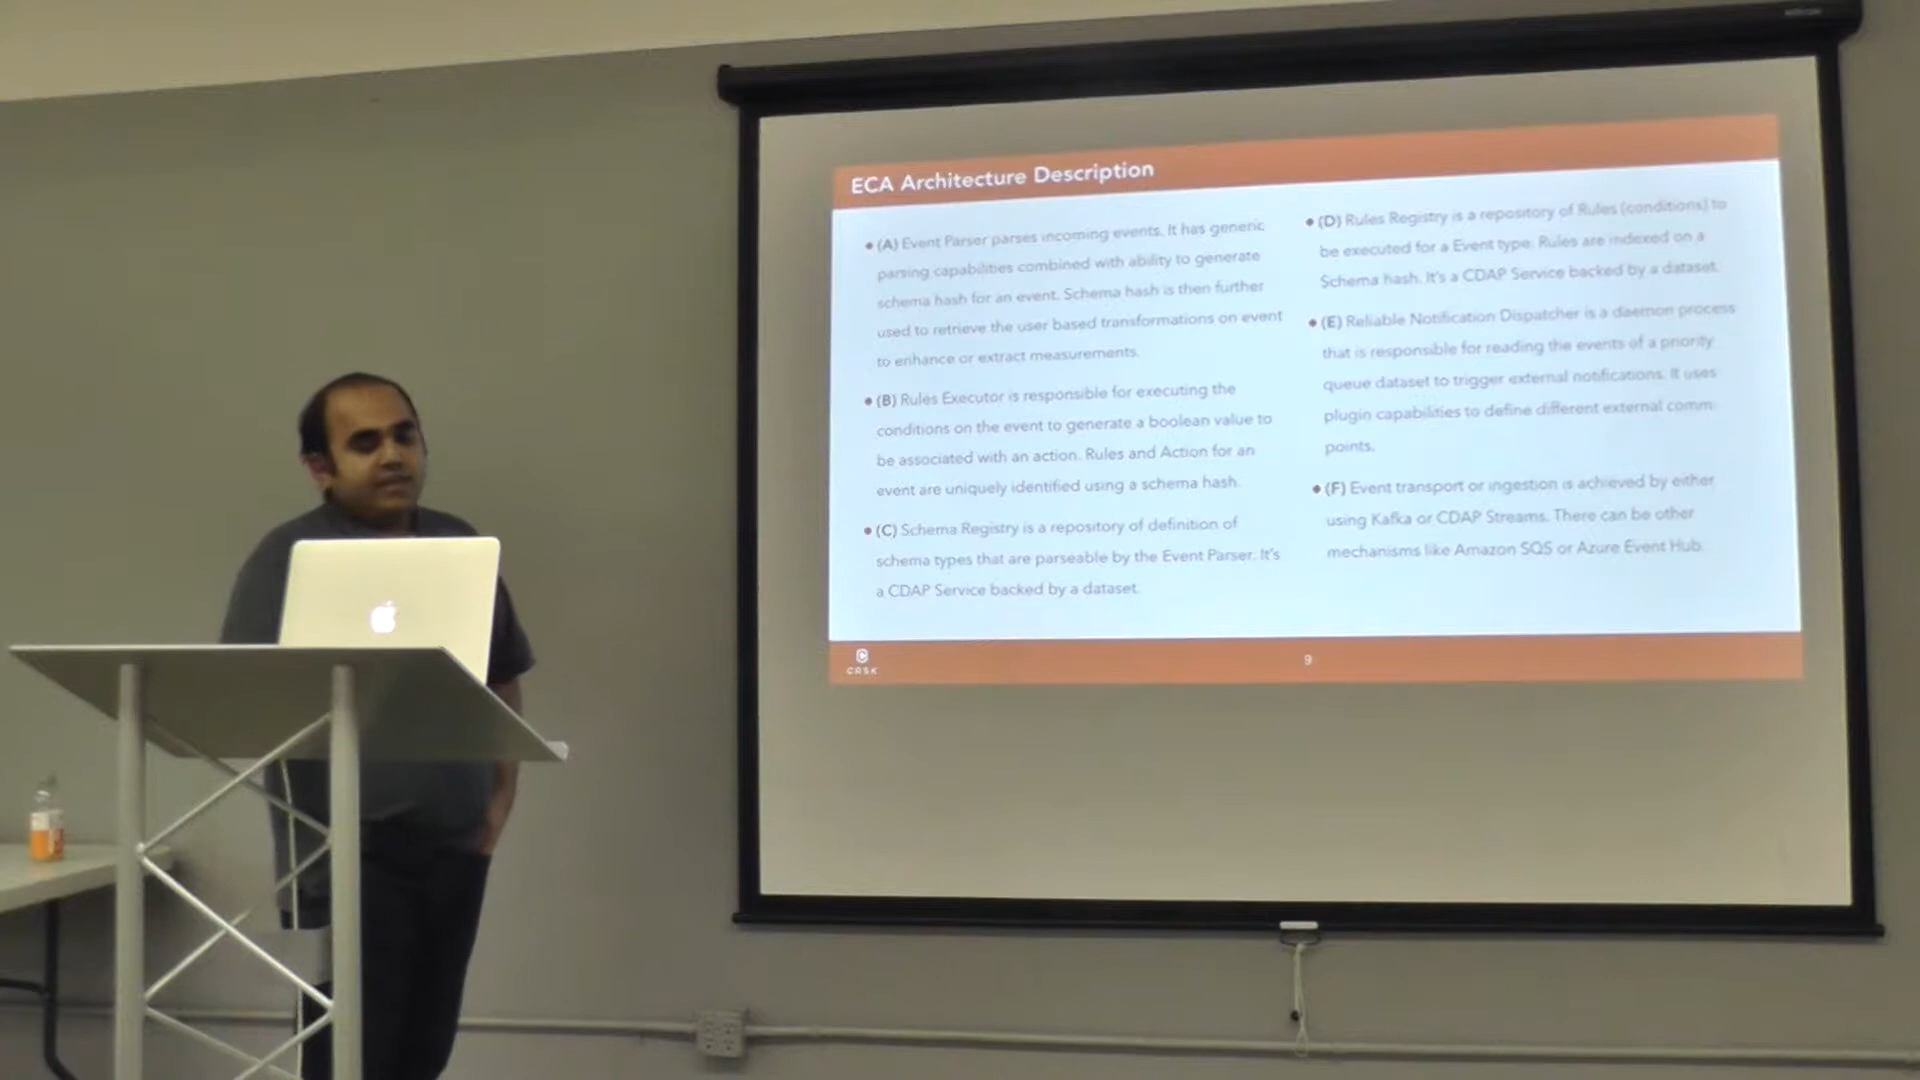 ECA Architecture Description
• (A) Event Parser parses incoming events. It has generic
parsing capabilities combined with ability to generate
schema hash for an event. Schema hash is then further
used to retrieve the user based transformations on event
to enhance or extract measurements.
• (B) Rules Executor is responsible for executing the
conditions on the event to generate a boolean value to
be associated with an action. Rules and Action for an
event are uniquely identified using a schema hash.
• (C) Schema Registry is a repository of definition of
schema types that are parseable by the Event Parser. It's
a CDAP Service backed by a dataset.
• (D) Rules Registry is a repository of Rules (conditions) to
be executed for a Event type. Rules are indexed on a
Schema hash. It's a CDAP Service backed by a dataset.
• (E) Reliable Notification Dispatcher is a daemon process
that is responsible for reading the events of a priority
queue dataset to trigger external notifications. It uses
plugin capabilities to define different external comm
points.
• (F) Event transport or ingestion is achieved by either
using Kafka or CDAP Streams. There can be other
mechanisms like Amazon SQS or Azure Event Hub.
9